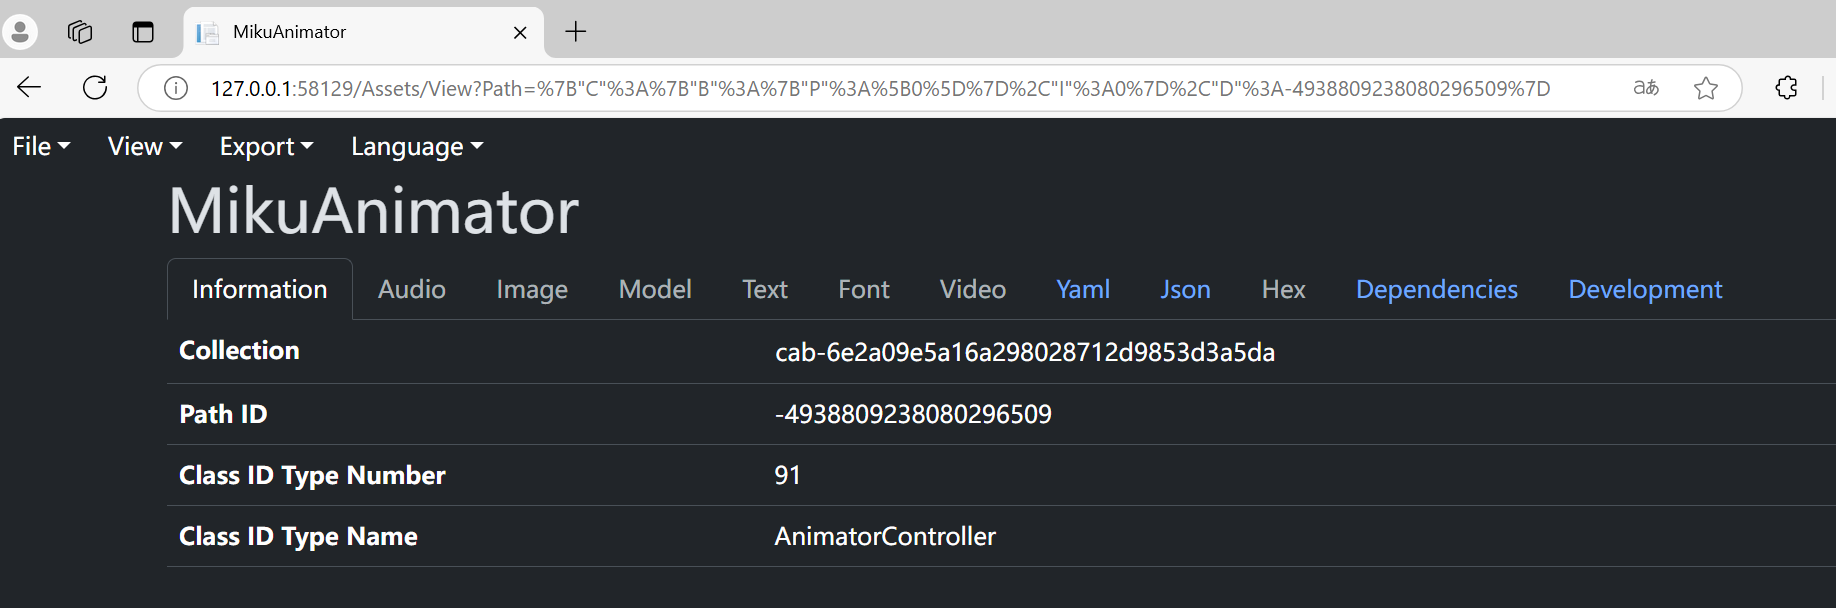 MikuAnimator
127.0.0.1:58129/Assets/View?Path=%7B"C"%3A%7B"B"%3A%7B"P"%3A%5B0%5D%7D%2C"I"%3A0%7D%2C"D"%3A-4938809238080296509%7D aあ
File View Export Language
MikuAnimator
Information Audio Image Model Text Font Video Yaml Json Hex Dependencies Development
Collection cab-6e2a09e5a16a298028712d9853d3a5da
Path ID -4938809238080296509
Class ID Type Number 91
Class ID Type Name AnimatorController